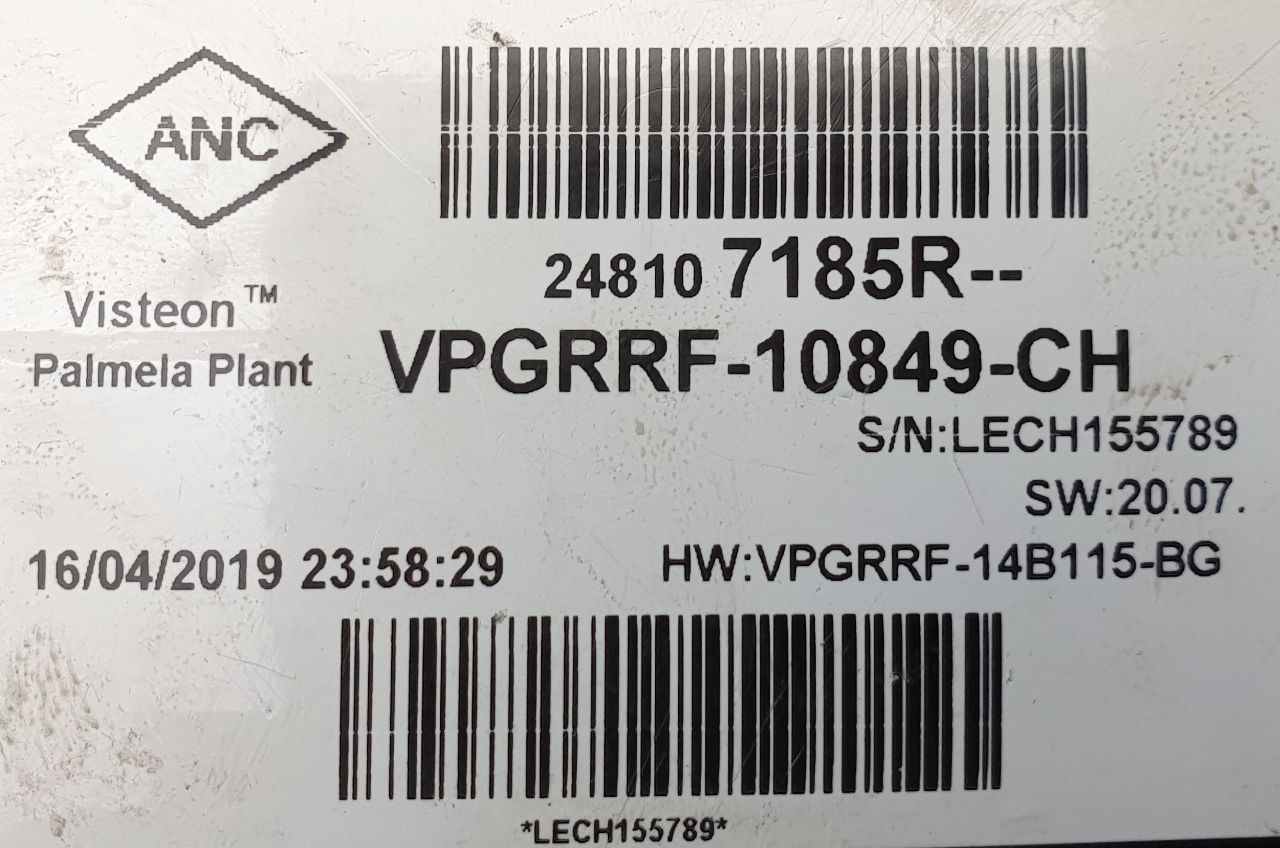 ANC
24810 7185R--
Visteon™
Palmela Plant
VPGRRF-10849-CH
S/N:LECH155789
SW:20.07.
16/04/2019 23:58:29
HW:VPGRRF-14B115-BG
*LECH155789*